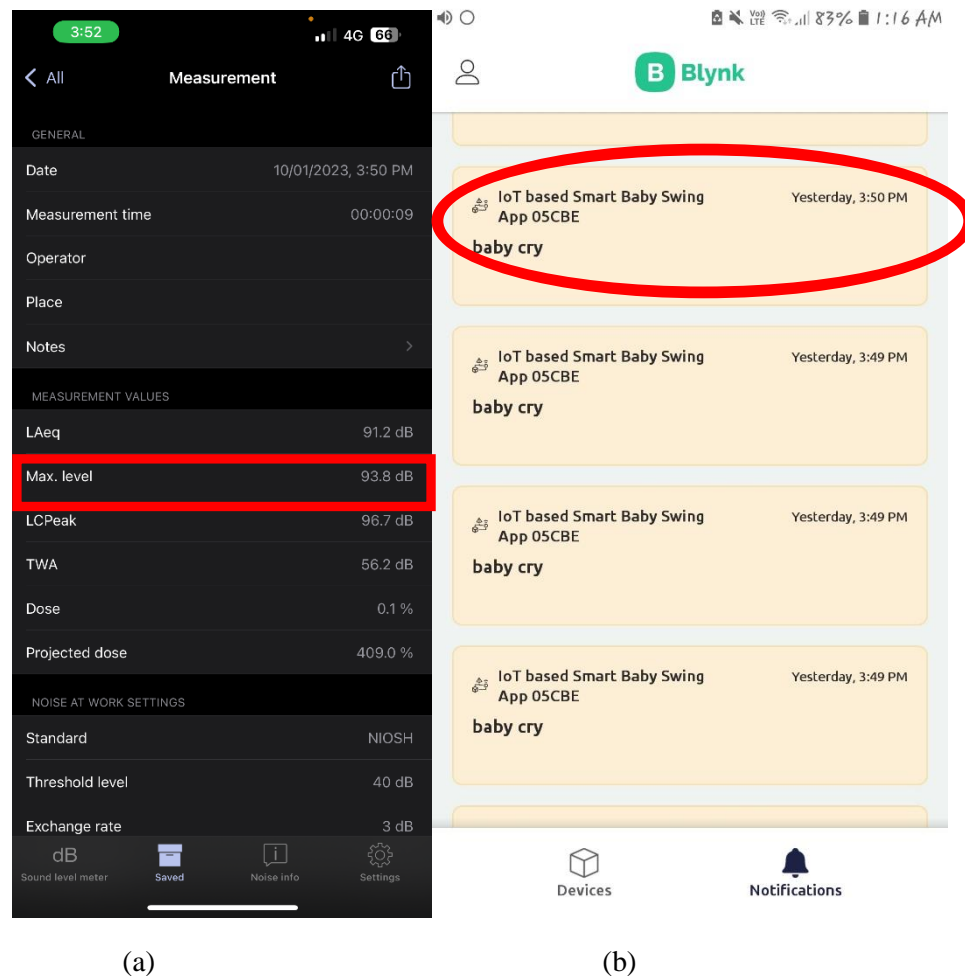 3:52
4G 66
All
Measurement
GENERAL
Date 10/01/2023, 3:50 PM
Measurement time 00:00:09
Operator
Place
Notes
MEASUREMENT VALUES
LAeq 91.2 dB
Max. level 93.8 dB
LCPeak 96.7 dB
TWA 56.2 dB
Dose 0.1 %
Projected dose 409.0 %
NOISE AT WORK SETTINGS
Standard NIOSH
Threshold level 40 dB
Exchange rate 3 dB
dB
Sound level meter Saved Noise info Settings
(a)
Vo)) LTE 83% 1:16 AM
B Blynk
IoT based Smart Baby Swing Yesterday, 3:50 PM
App 05CBE
baby cry
IoT based Smart Baby Swing Yesterday, 3:49 PM
App 05CBE
baby cry
IoT based Smart Baby Swing Yesterday, 3:49 PM
App 05CBE
baby cry
IoT based Smart Baby Swing Yesterday, 3:49 PM
App 05CBE
baby cry
Devices Notifications
(b)